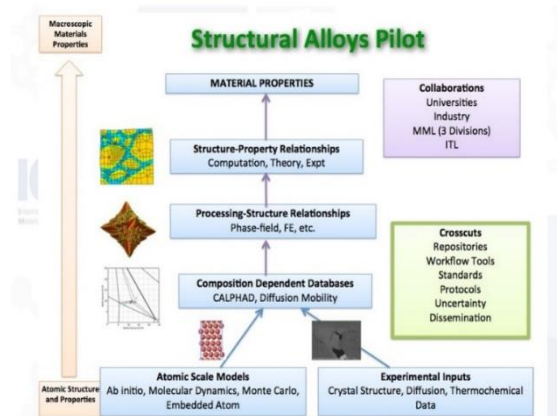 Macroscopic
Materials
Properties
Structural Alloys Pilot
MATERIAL PROPERTIES
Collaborations
Universities
Industry
MML (3 Divisions)
ITL
Structure-Property Relationships
Computation, Theory, Expt
Processing-Structure Relationships
Phase-field, FE, etc.
Crosscuts
Repositories
Workflow Tools
Standards
Protocols
Uncertainty
Dissemination
Composition Dependent Databases
CALPHAD, Diffusion Mobility
Atomic Structure
and Properties
Atomic Scale Models
Ab initio, Molecular Dynamics, Monte Carlo,
Embedded Atom
Experimental Inputs
Crystal Structure, Diffusion, Thermochemical
Data